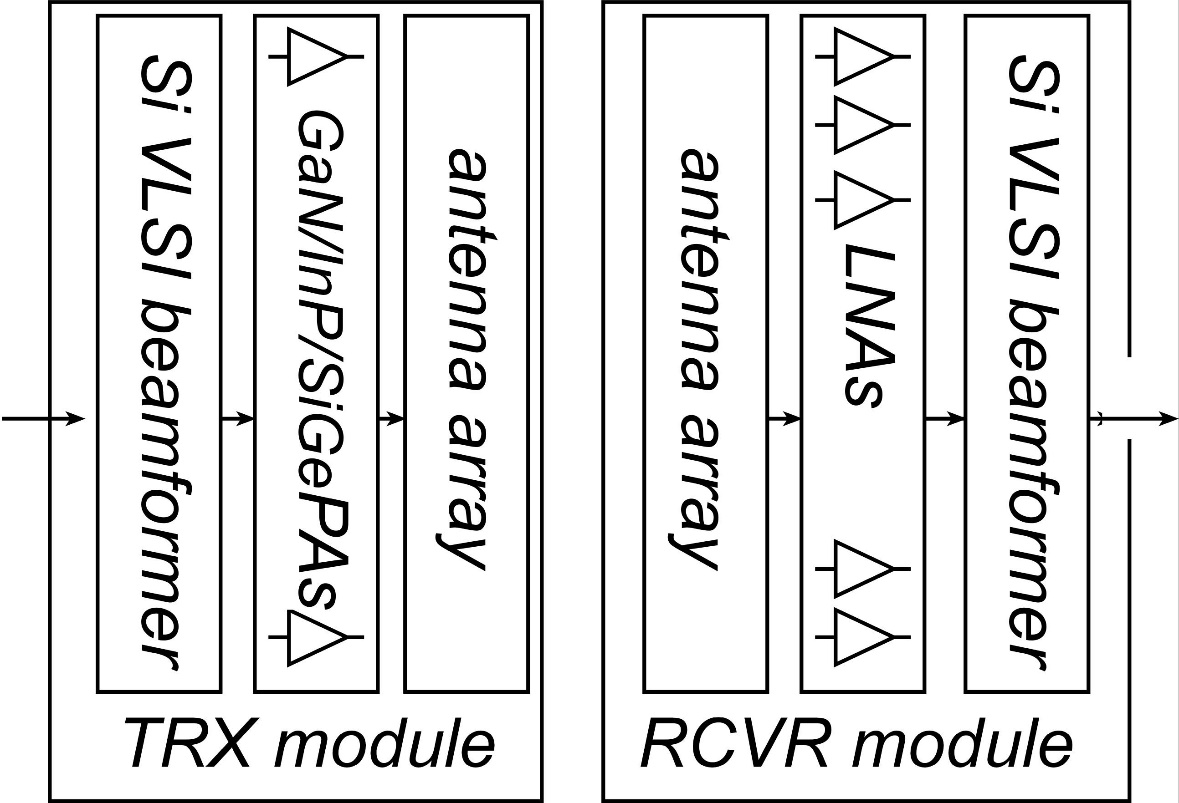 Si VLSI beamformer
GaN/InP/SiGePAs
antenna array
TRX module
antenna array
LNAs
Si VLSI beamformer
RCVR module